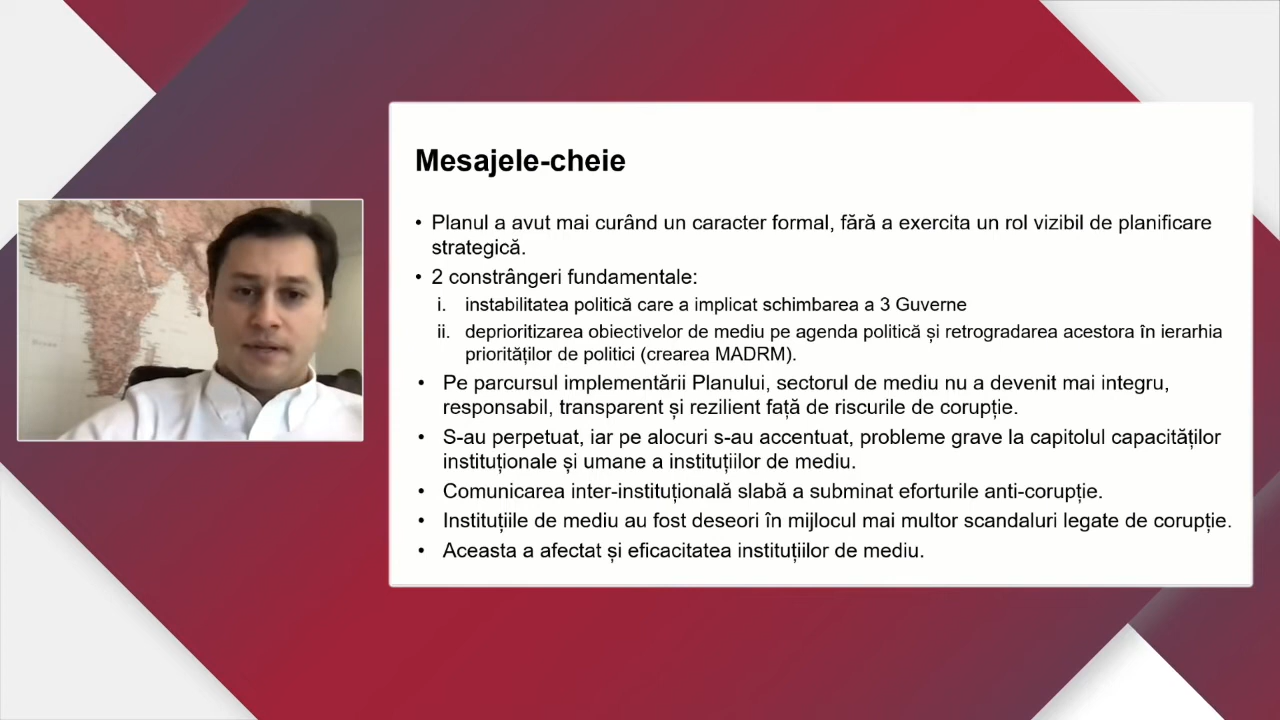 Mesajele-cheie
• Planul a avut mai curând un caracter formal, fără a exercita un rol vizibil de planificare
strategică.
• 2 constrângeri fundamentale:
i. instabilitatea politică care a implicat schimbarea a 3 Guverne
ii. deprioritizarea obiectivelor de mediu pe agenda politică și retrogradarea acestora în ierarhia
priorităților de politici (crearea MADRM).
• Pe parcursul implementării Planului, sectorul de mediu nu a devenit mai integru,
responsabil, transparent și rezilient față de riscurile de corupție.
• S-au perpetuat, iar pe alocuri s-au accentuat, probleme grave la capitolul capacităților
instituționale și umane a instituțiilor de mediu.
• Comunicarea inter-instituțională slabă a subminat eforturile anti-corupție.
• Instituțiile de mediu au fost deseori în mijlocul mai multor scandaluri legate de corupție.
• Aceasta a afectat și eficacitatea instituțiilor de mediu.